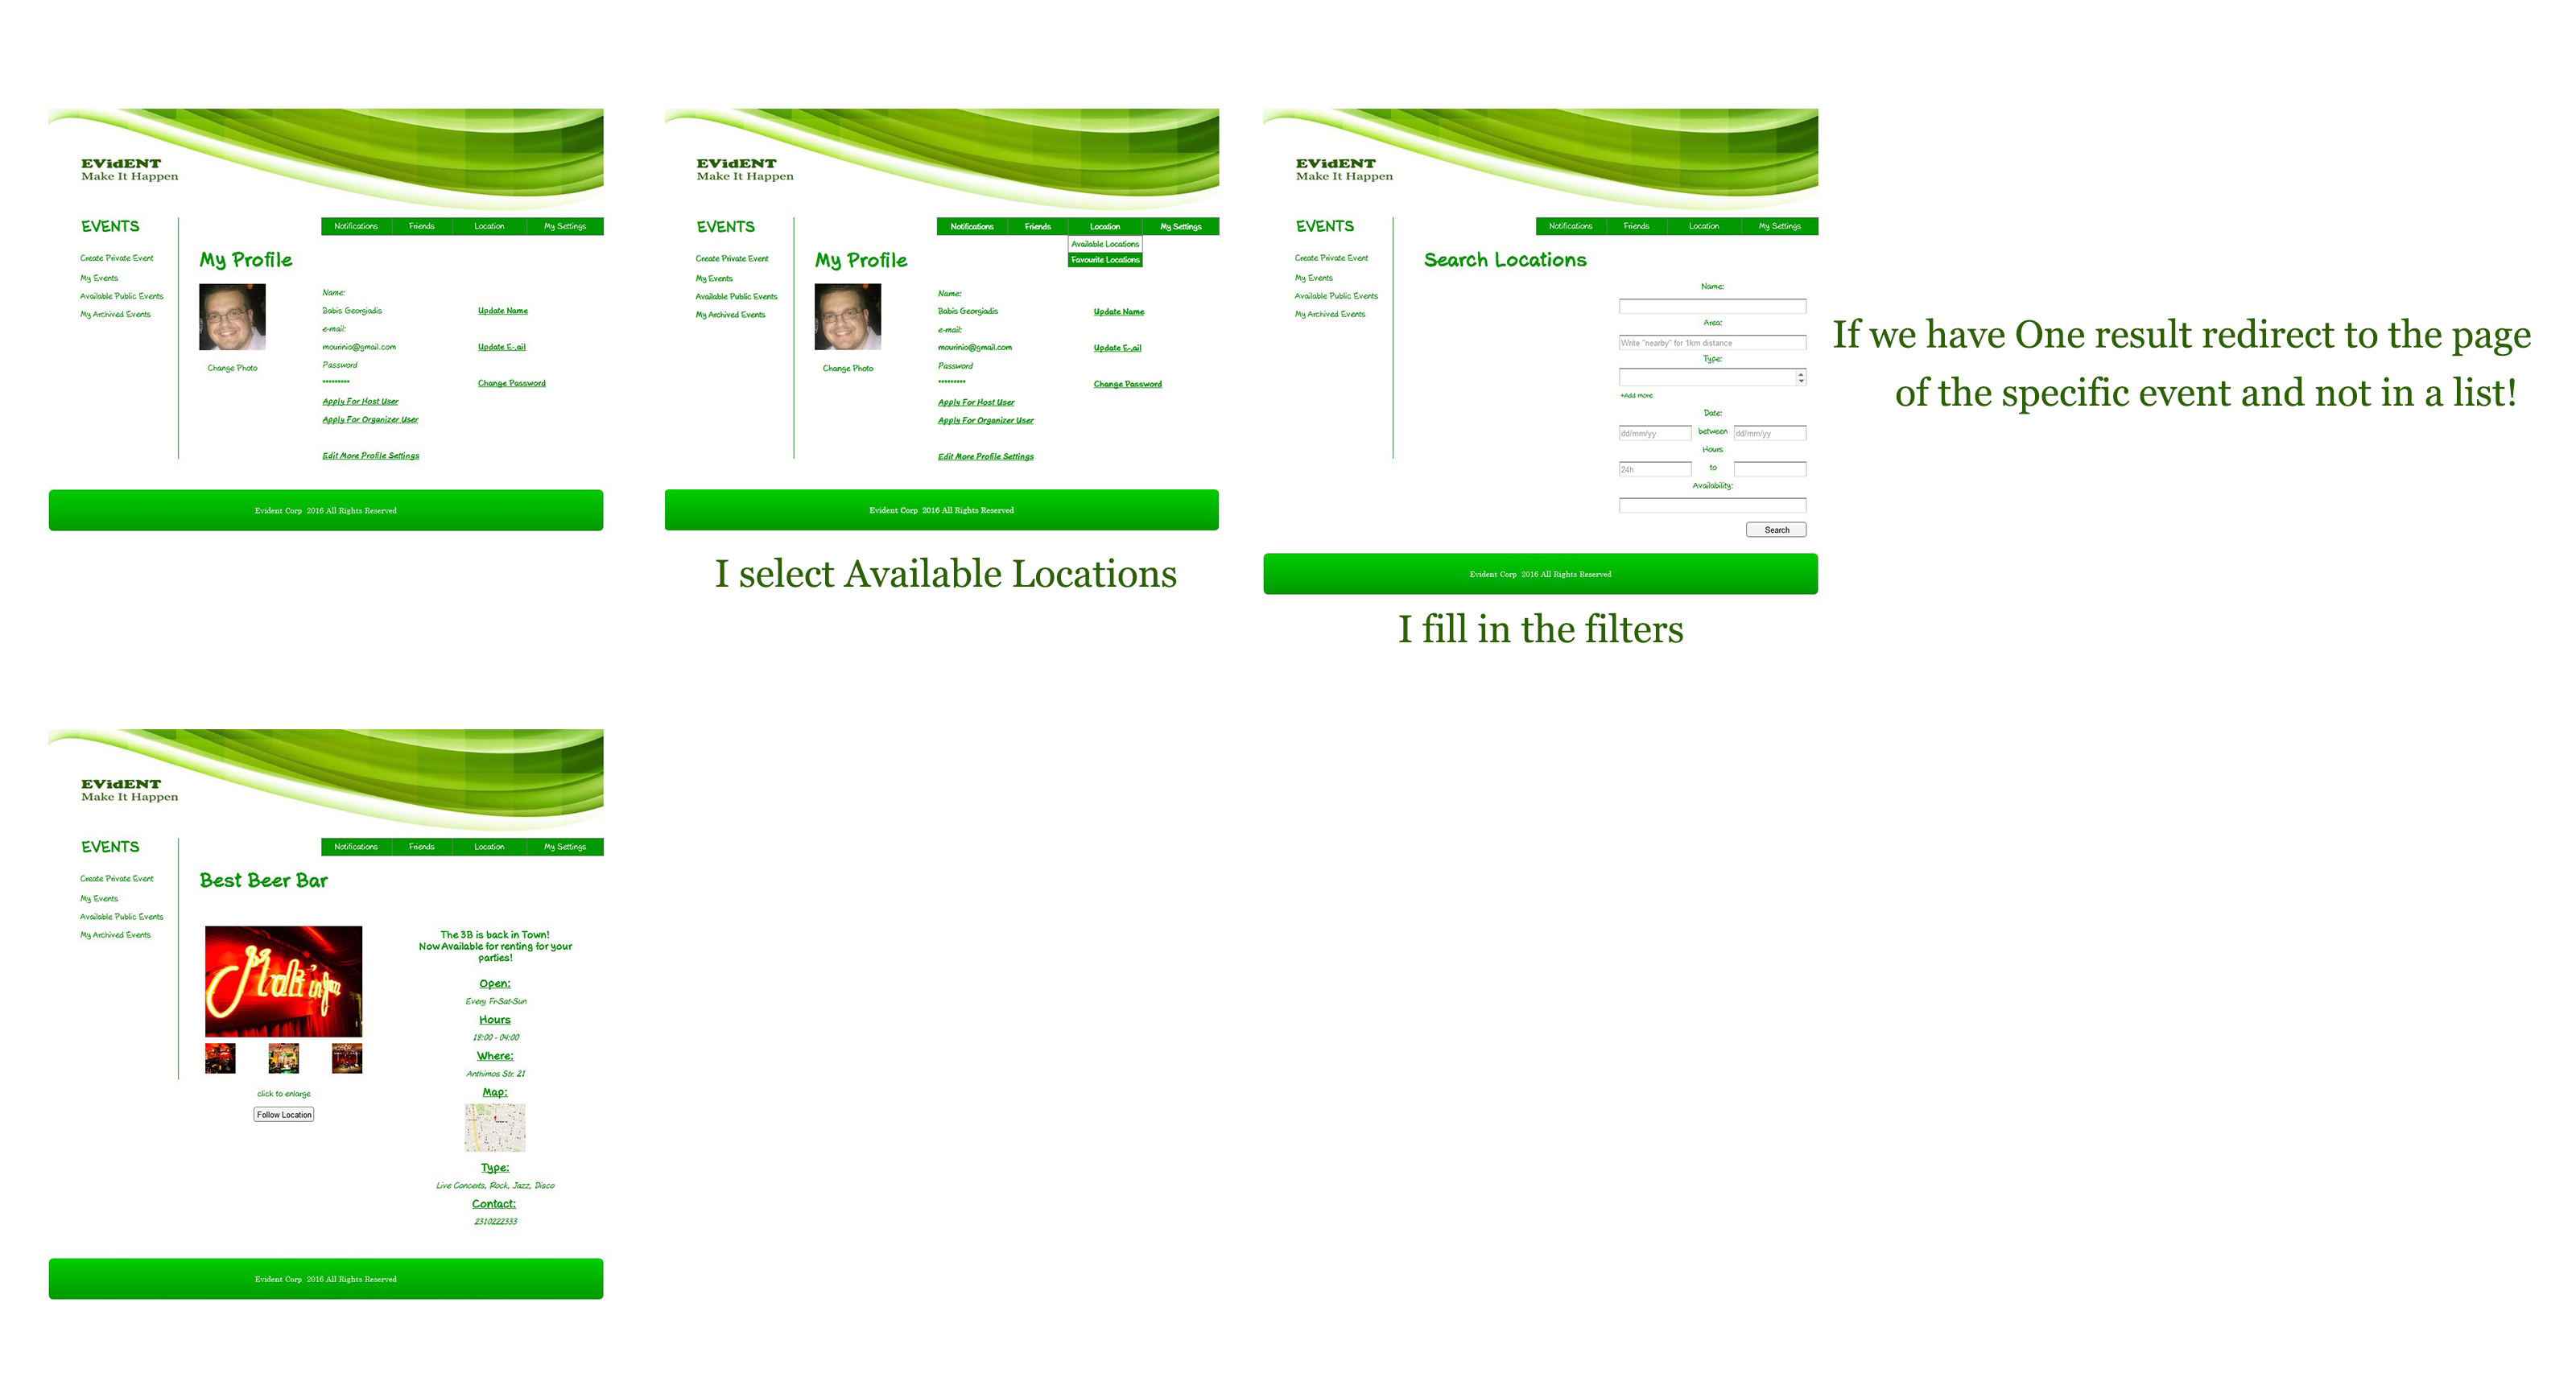 EVidENT
Make It Happen
EVENTS
Create Private Event
My Events
Available Public Events
My Archived Events
Notifications Friends Location My Settings
My Profile
Change Photo
Name:
Babis Georgiadis Update Name
e-mail:
mourinio@gmail.com Update E-,ail
Password
********* Change Password
Apply For Host User
Apply For Organizer User
Edit More Profile Settings
Evident Corp 2016 All Rights Reserved
EVidENT
Make It Happen
EVENTS
Create Private Event
My Events
Available Public Events
My Archived Events
Notifications Friends Location My Settings
Available Locations
Favourite Locations
My Profile
Change Photo
Name:
Babis Georgiadis Update Name
e-mail:
mourinio@gmail.com Update E-,ail
Password
********* Change Password
Apply For Host User
Apply For Organizer User
Edit More Profile Settings
Evident Corp 2016 All Rights Reserved
I select Available Locations
EVidENT
Make It Happen
EVENTS
Create Private Event
My Events
Available Public Events
My Archived Events
Notifications Friends Location My Settings
Search Locations
Name:
Area:
Write "nearby" for 1km distance
Type:
+Add more
Date:
dd/mm/yy between dd/mm/yy
Hours
24h to
Availability:
Search
Evident Corp 2016 All Rights Reserved
I fill in the filters
If we have One result redirect to the page
of the specific event and not in a list!
EVidENT
Make It Happen
EVENTS
Create Private Event
My Events
Available Public Events
My Archived Events
Notifications Friends Location My Settings
Best Beer Bar
click to enlarge
Follow Location
The 3B is back in Town!
Now Available for renting for your
parties!
Open:
Every Fr-Sat-Sun
Hours
18:00 - 04:00
Where:
Anthimos Str. 21
Map:
Type:
Live Concerts, Rock, Jazz, Disco
Contact:
2310222333
Evident Corp 2016 All Rights Reserved